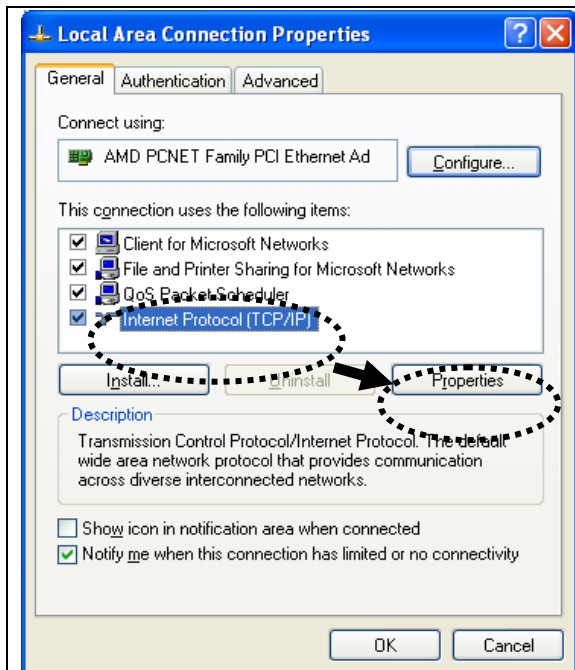 Local Area Connection Properties
General Authentication Advanced
Connect using:
AMD PCNET Family PCI Ethernet Ad Configure...
This connection uses the following items:
Client for Microsoft Networks
File and Printer Sharing for Microsoft Networks
QoS Packet Scheduler
Internet Protocol (TCP/IP)
Install... Uninstall Properties
Description
Transmission Control Protocol/Internet Protocol. The default
wide area network protocol that provides communication
across diverse interconnected networks.
Show icon in notification area when connected
Notify me when this connection has limited or no connectivity
OK Cancel